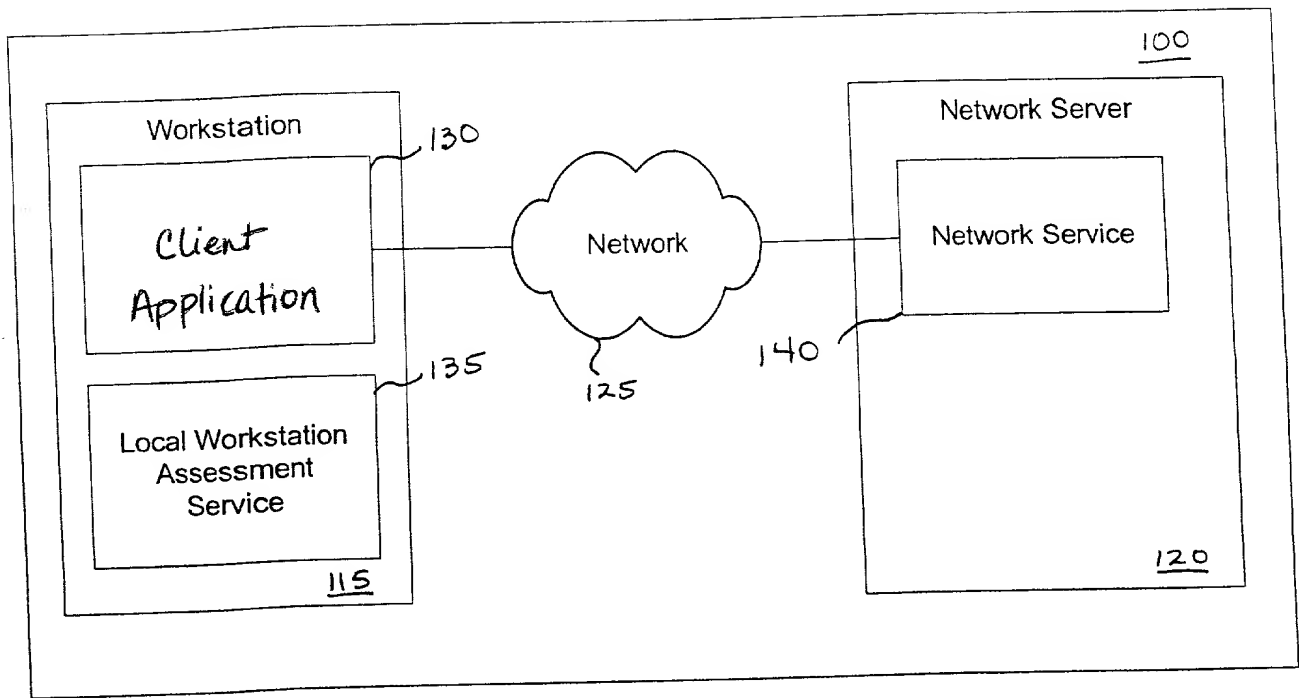 100
Workstation
130
Client
Application
135
Local Workstation
Assessment
Service
115
Network
125
Network Server
Network Service
140
120